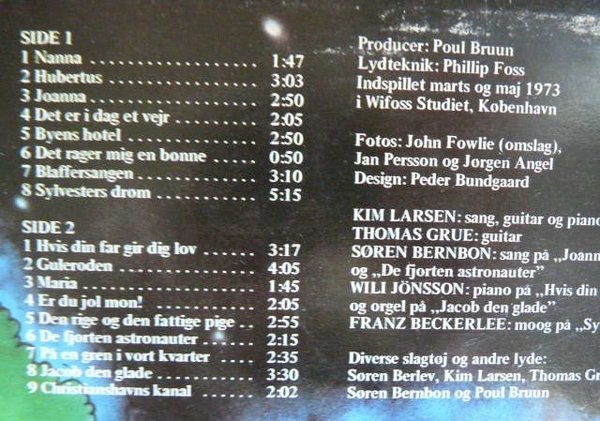 SIDE 1
1 Nanna .................... 1:47
2 Hubertus .................. 3:03
3 Joanna .................... 2:50
4 Det er i dag et vejr ........ 2:05
5 Byens hotel ............... 2:50
6 Det rager mig en bønne ...... 0:50
7 Blaffersangen ............. 3:10
8 Sylvesters drøm ............ 5:15
SIDE 2
1 Hvis din far gir dig lov ....... 3:17
2 Guleroden ................ 4:05
3 Maria .................... 1:45
4 Er du jol mon! ............. 2:05
5 Den rige og den fattige pige .. 2:55
6 De fjorten astronauter ...... 2:15
7 På en gren i vort kvarter ..... 2:35
8 Jacob den glade ............ 3:30
9 Christianshavns kanal ...... 2:02
Producer: Poul Bruun
Lydteknik: Phillip Foss
Indspillet marts og maj 1973
i Wifoss Studiet, København
Fotos: John Fowlie (omslag),
Jan Persson og Jørgen Angel
Design: Peder Bundgaard
KIM LARSEN: sang, guitar og piano
THOMAS GRUE: guitar
SØREN BERNBON: sang på „Joann
og „De fjorten astronauter”
WILI JÖNSSON: piano på „Hvis din
og orgel på „Jacob den glade”
FRANZ BECKERLEE: moog på „Sy
Diverse slagtøj og andre lyde:
Søren Berlev, Kim Larsen, Thomas Gr
Søren Bernbon og Poul Bruun